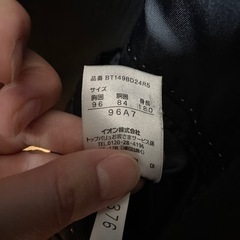 品番 BT149BD24RS
サイズ
胸囲 胴囲 身長
96 84 180
96A7
イオン株式会社
トップバリュお客さまサービス係
TEL 0120-28-4196
376